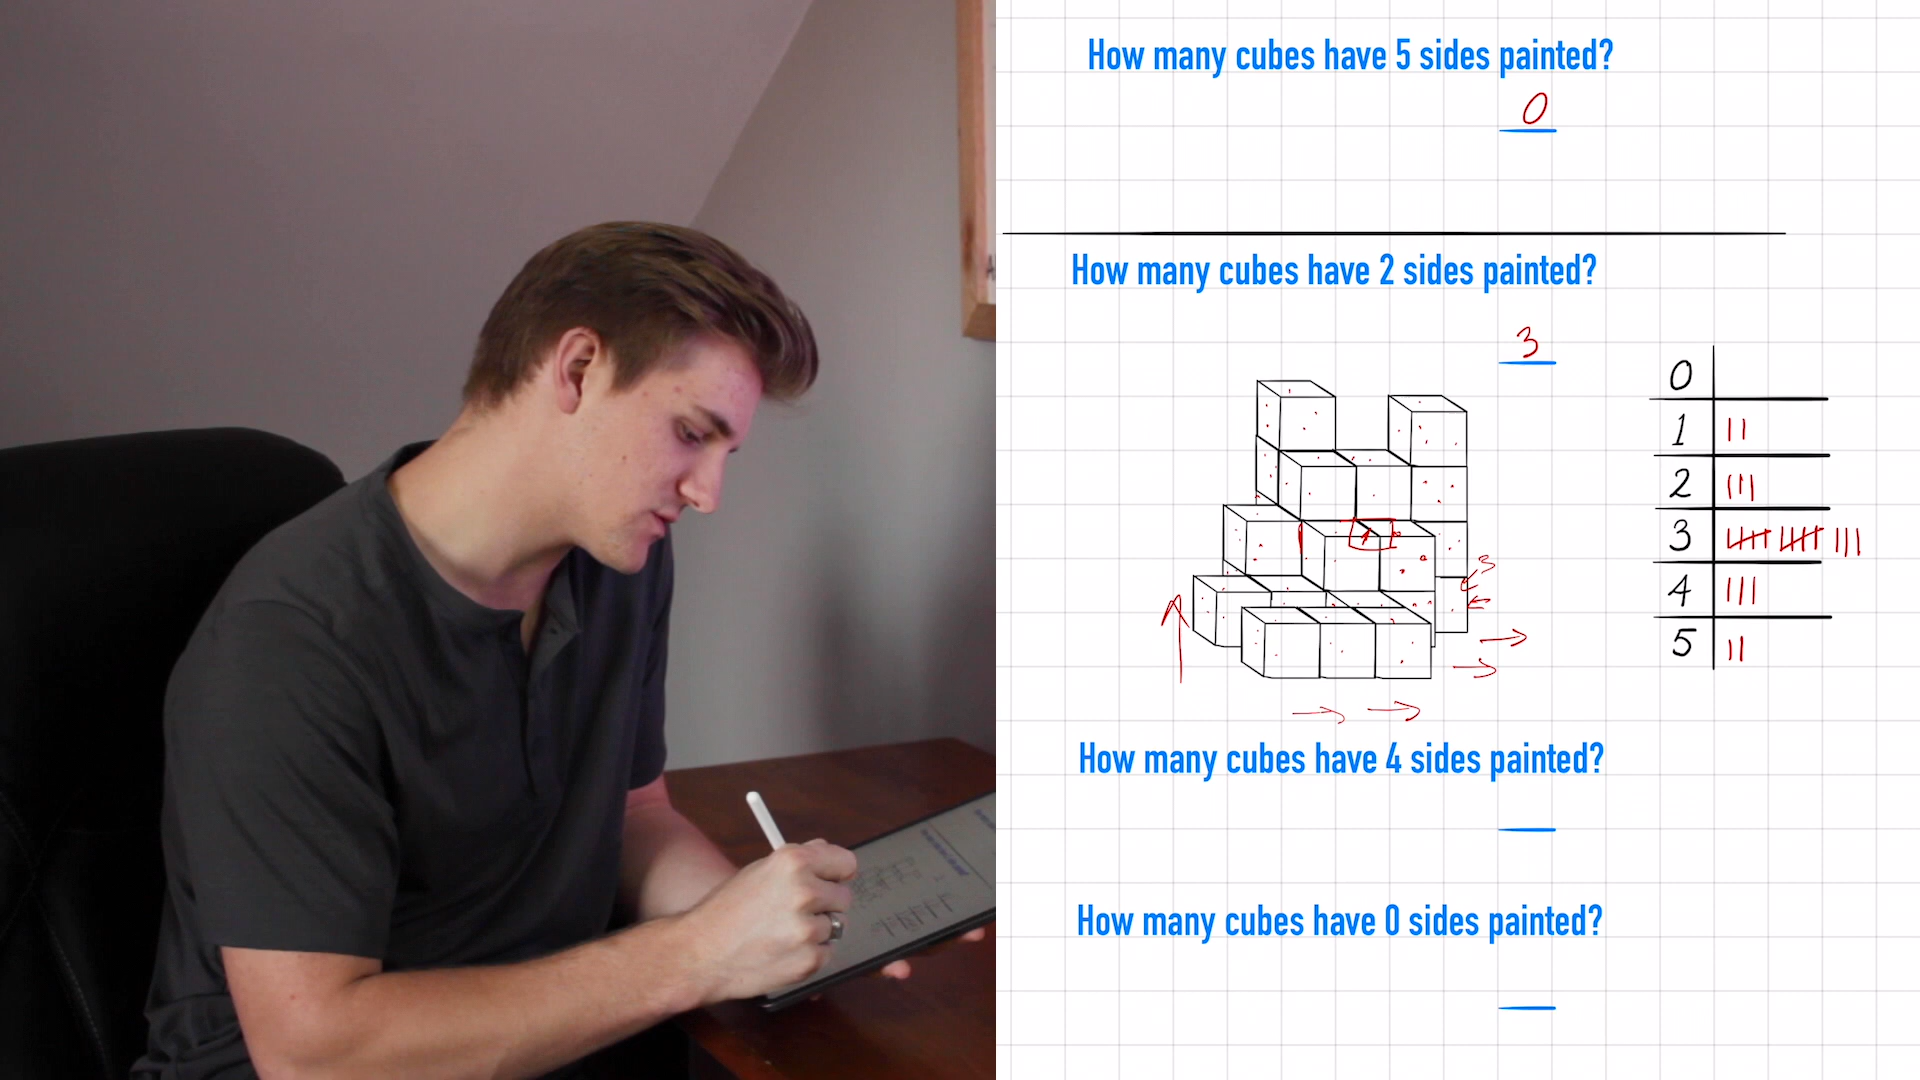 How many cubes have 5 sides painted?
0
How many cubes have 2 sides painted?
3
0
1
2
3
4
5
3
How many cubes have 4 sides painted?
How many cubes have 0 sides painted?